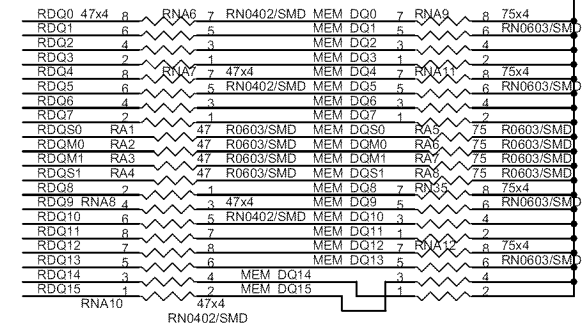 RDQ0 47x4 8 RNA6 7 RN0402/SMD MEM DQ0 7 RNA9 8 75x4
RDQ1 6 5 MEM DQ1 5 6 RN0603/SMD
RDQ2 4 3 MEM DQ2 3 4
RDQ3 2 1 MEM DQ3 1 2
RDQ4 8 RNA7 7 47x4 MEM DQ4 7 RNA11 8 75x4
RDQ5 6 5 RN0402/SMD MEM DQ5 5 6 RN0603/SMD
RDQ6 4 3 MEM DQ6 3 4
RDQ7 2 1 MEM DQ7 1 2
RDQS0 RA1 47 R0603/SMD MEM DQS0 RA5 75 R0603/SMD
RDQM0 RA2 47 R0603/SMD MEM DQM0 RA6 75 R0603/SMD
RDQM1 RA3 47 R0603/SMD MEM DQM1 RA7 75 R0603/SMD
RDQS1 RA4 47 R0603/SMD MEM DQS1 RA8 75 R0603/SMD
RDQ8 2 1 MEM DQ8 7 RN35 8 75x4
RDQ9 RNA8 4 3 47x4 MEM DQ9 5 6 RN0603/SMD
RDQ10 6 5 RN0402/SMD MEM DQ10 3 4
RDQ11 8 7 MEM DQ11 1 2
RDQ12 7 8 MEM DQ12 7 RNA12 8 75x4
RDQ13 5 6 MEM DQ13 5 6 RN0603/SMD
RDQ14 3 4 MEM DQ14 3 4
RDQ15 1 2 MEM DQ15 1 2
RNA10 47x4
RN0402/SMD